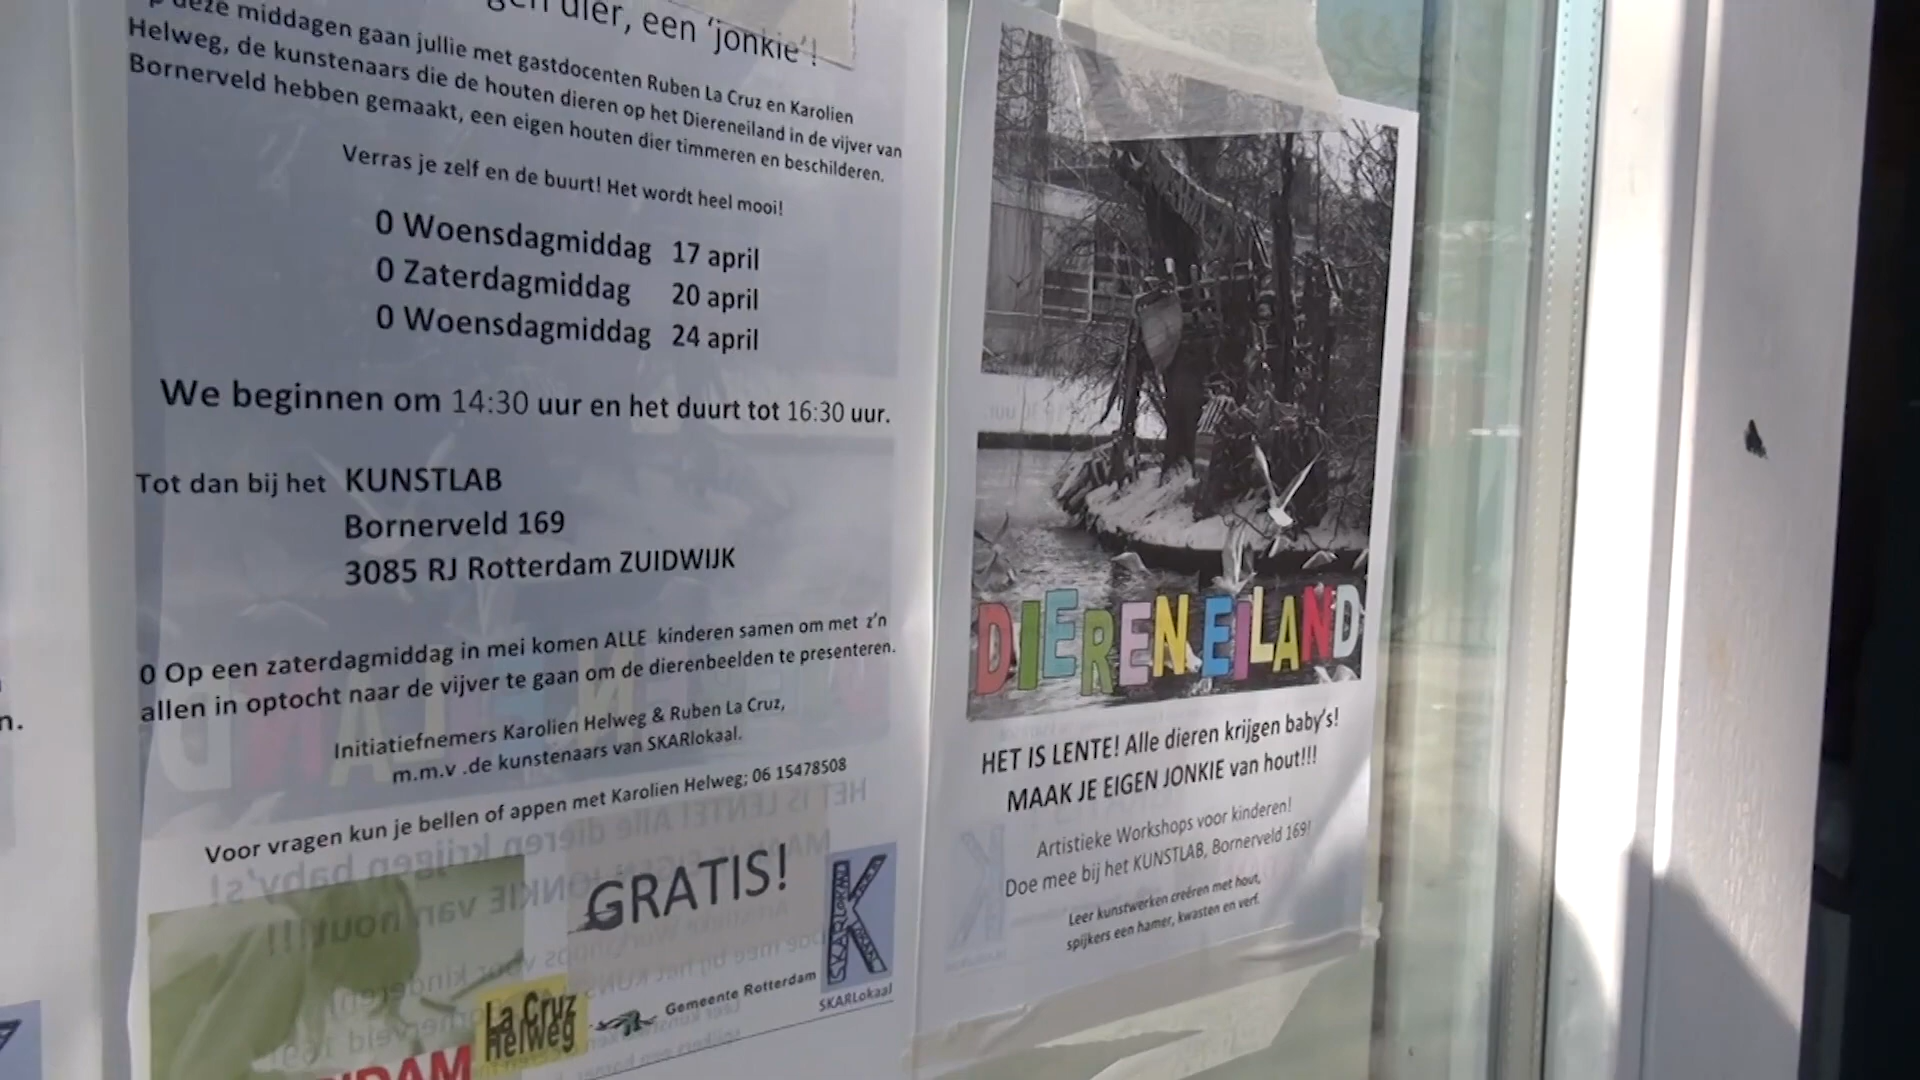 deze middagen gaan jullie met gastdocenten Ruben La Cruz en Karolien
Helweg, de kunstenaars die de houten dieren op het Diereneiland in de vijver van
Bornerveld hebben gemaakt, een eigen houten dier timmeren en beschilderen.
dier, een ‘jonkie’!
Verras je zelf en de buurt! Het wordt heel mooi!
0 Woensdagmiddag 17 april
0 Zaterdagmiddag 20 april
0 Woensdagmiddag 24 april
We beginnen om 14:30 uur en het duurt tot 16:30 uur.
Tot dan bij het KUNSTLAB
Bornerveld 169
3085 RJ Rotterdam ZUIDWIJK
0 Op een zaterdagmiddag in mei komen ALLE kinderen samen om met z’n
allen in optocht naar de vijver te gaan om de dierenbeelden te presenteren.
Initiatiefnemers Karolien Helweg & Ruben La Cruz,
m.m.v .de kunstenaars van SKARlokaal.
Voor vragen kun je bellen of appen met Karolien Helweg; 06 15478508
GRATIS!
La Cruz
Helweg
Gemeente Rotterdam
SKARLOKAAL
SKARLokaal
DIERENEILAND
HET IS LENTE! Alle dieren krijgen baby’s!
MAAK JE EIGEN JONKIE van hout!!!
Artistieke Workshops voor kinderen!
Doe mee bij het KUNSTLAB, Bornerveld 169!
Leer kunstwerken creëren met hout,
spijkers een hamer, kwasten en verf.